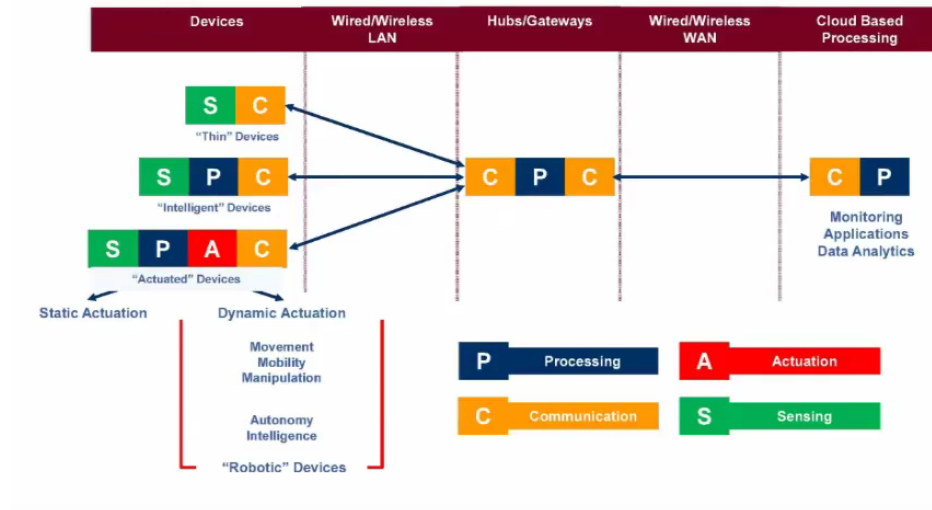 Devices
Wired/Wireless
LAN
Hubs/Gateways
Wired/Wireless
WAN
Cloud Based
Processing
S C
"Thin" Devices
S P C
"Intelligent" Devices
S P A C
"Actuated" Devices
C P C
C P
Monitoring
Applications
Data Analytics
Static Actuation
Dynamic Actuation
Movement
Mobility
Manipulation
Autonomy
Intelligence
"Robotic" Devices
P Processing
A Actuation
C Communication
S Sensing